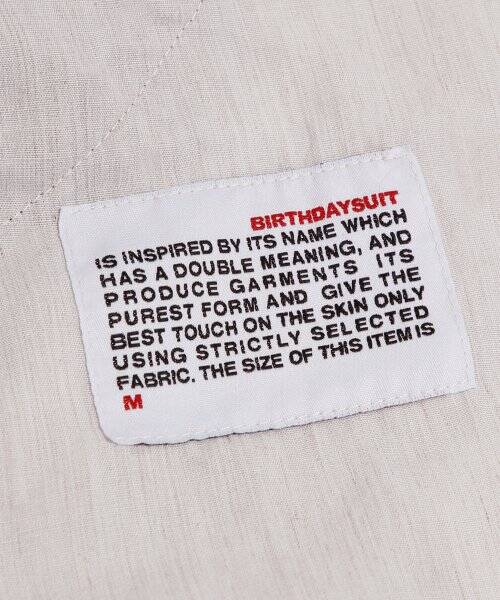 BIRTHDAYSUIT
IS INSPIRED BY ITS NAME WHICH
HAS A DOUBLE MEANING, AND
PRODUCE GARMENTS ITS
PUREST FORM AND GIVE THE
BEST TOUCH ON THE SKIN ONLY
USING STRICTLY SELECTED
FABRIC. THE SIZE OF THIS ITEM IS
M